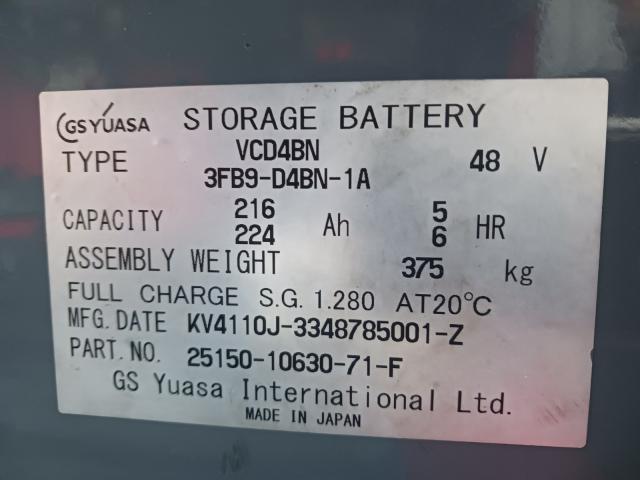 GS YUASA STORAGE BATTERY
TYPE VCD4BN 48 V
3FB9-D4BN-1A
CAPACITY 216 Ah 5 HR
224 6
ASSEMBLY WEIGHT 375 kg
FULL CHARGE S.G. 1.280 AT20℃
MFG. DATE KV4110J-3348785001-Z
PART. NO. 25150-10630-71-F
GS Yuasa International Ltd.
MADE IN JAPAN